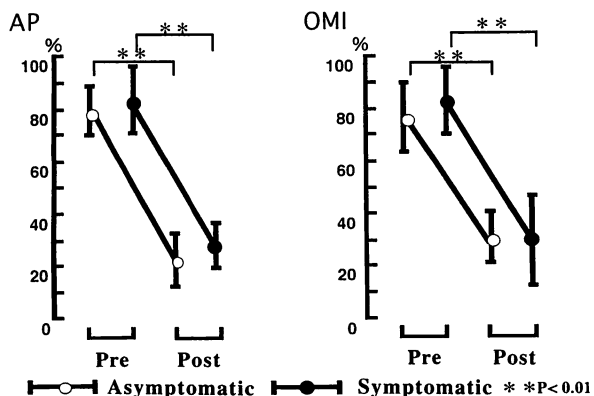 AP
OMI
%
* *
* *
100
80
60
40
20
0
Pre
Post
%
* *
* *
100
80
60
40
20
0
Pre
Post
Asymptomatic
Symptomatic
* *P< 0.01